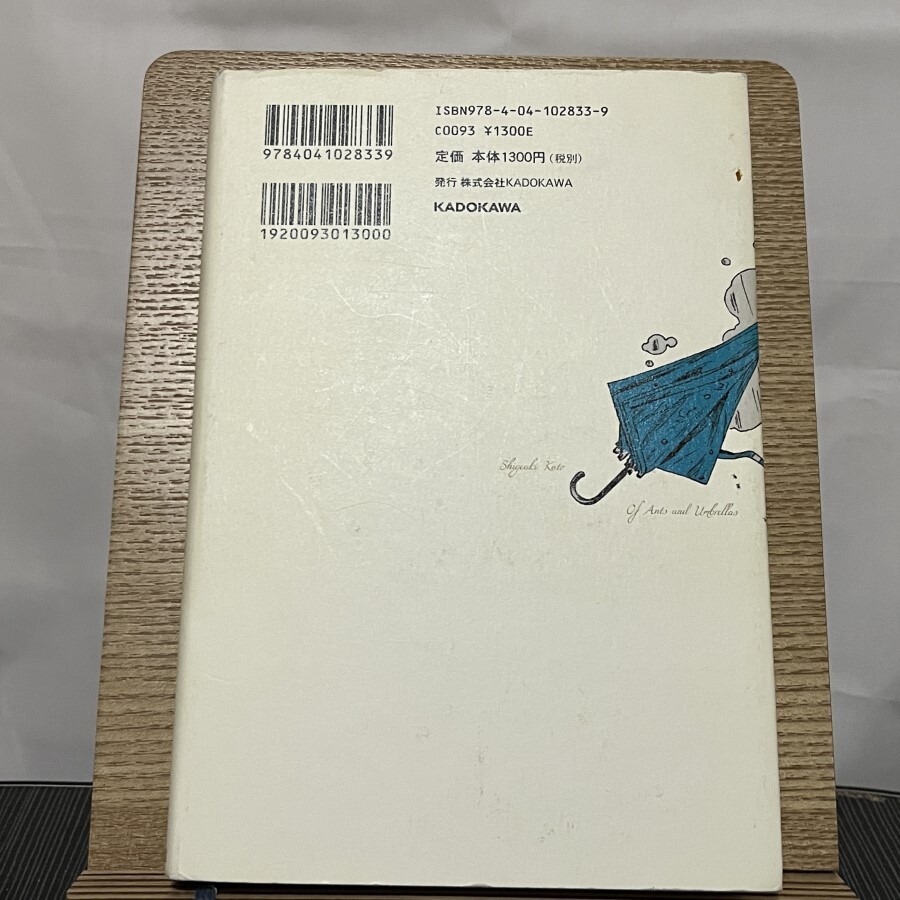 ISBN978-4-04-102833-9
C0093 ¥1300E
定価 本体1300円(税別)
発行 株式会社KADOKAWA
KADOKAWA
9784041028339
1920093013000
Shigeaki Kato
Of Ants and Umbrellas